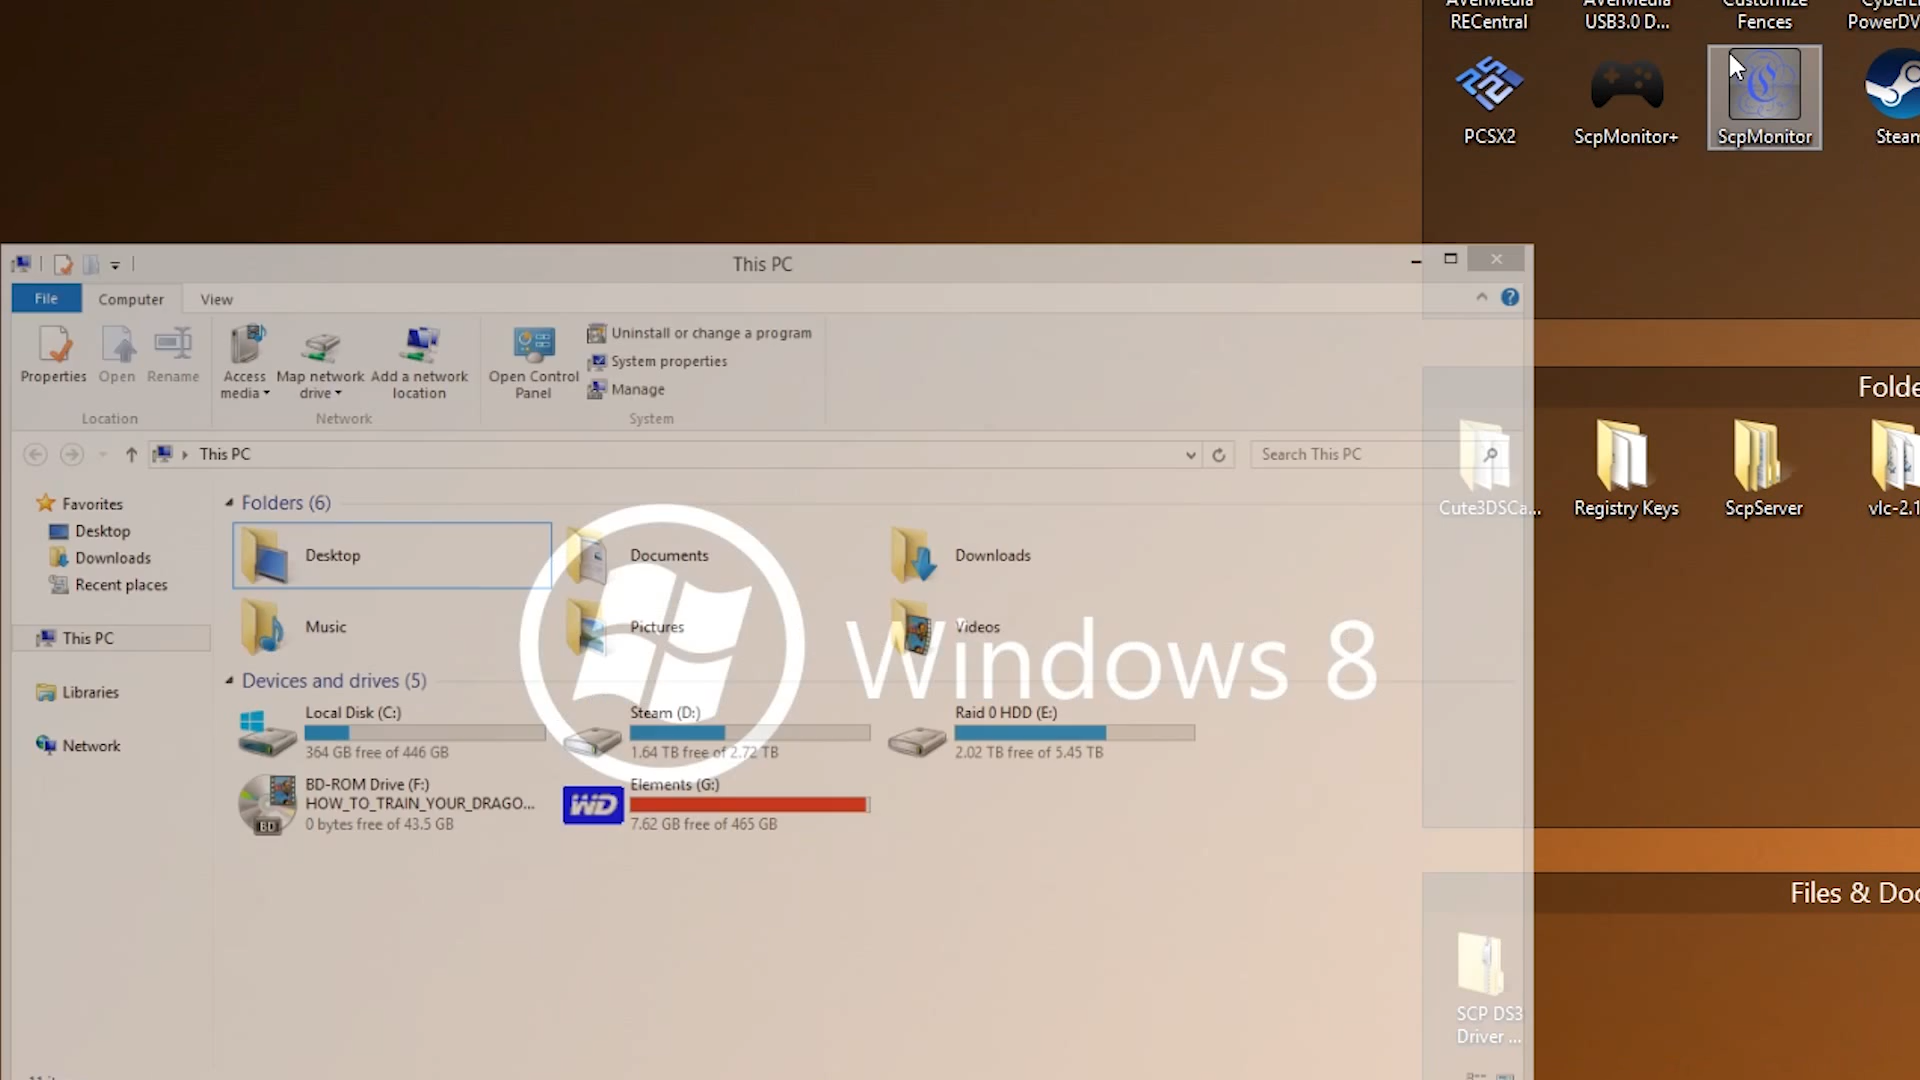 AVerMedia
RECentral
AVerMedia
USB3.0 D...
Customize
Fences
PowerDV
PCSX2
ScpMonitor+
ScpMonitor
Steam
This PC
File
Computer
View
Properties
Open
Rename
Access
media
Map network
drive
Add a network
location
Open Control
Panel
Uninstall or change a program
System properties
Manage
Location
Network
System
This PC
Search This PC
Folde
Cute3DSCa...
Registry Keys
ScpServer
vlc-2.1
Favorites
Desktop
Downloads
Recent places
This PC
Libraries
Network
Folders (6)
Desktop
Documents
Downloads
Music
Pictures
Videos
Windows 8
Devices and drives (5)
Local Disk (C:)
364 GB free of 446 GB
Steam (D:)
1.64 TB free of 2.72 TB
Raid 0 HDD (E:)
2.02 TB free of 5.45 TB
BD-ROM Drive (F:)
HOW_TO_TRAIN_YOUR_DRAGO...
0 bytes free of 43.5 GB
BD
WD
Elements (G:)
7.62 GB free of 465 GB
Files & Doc
SCP DS3
Driver ...